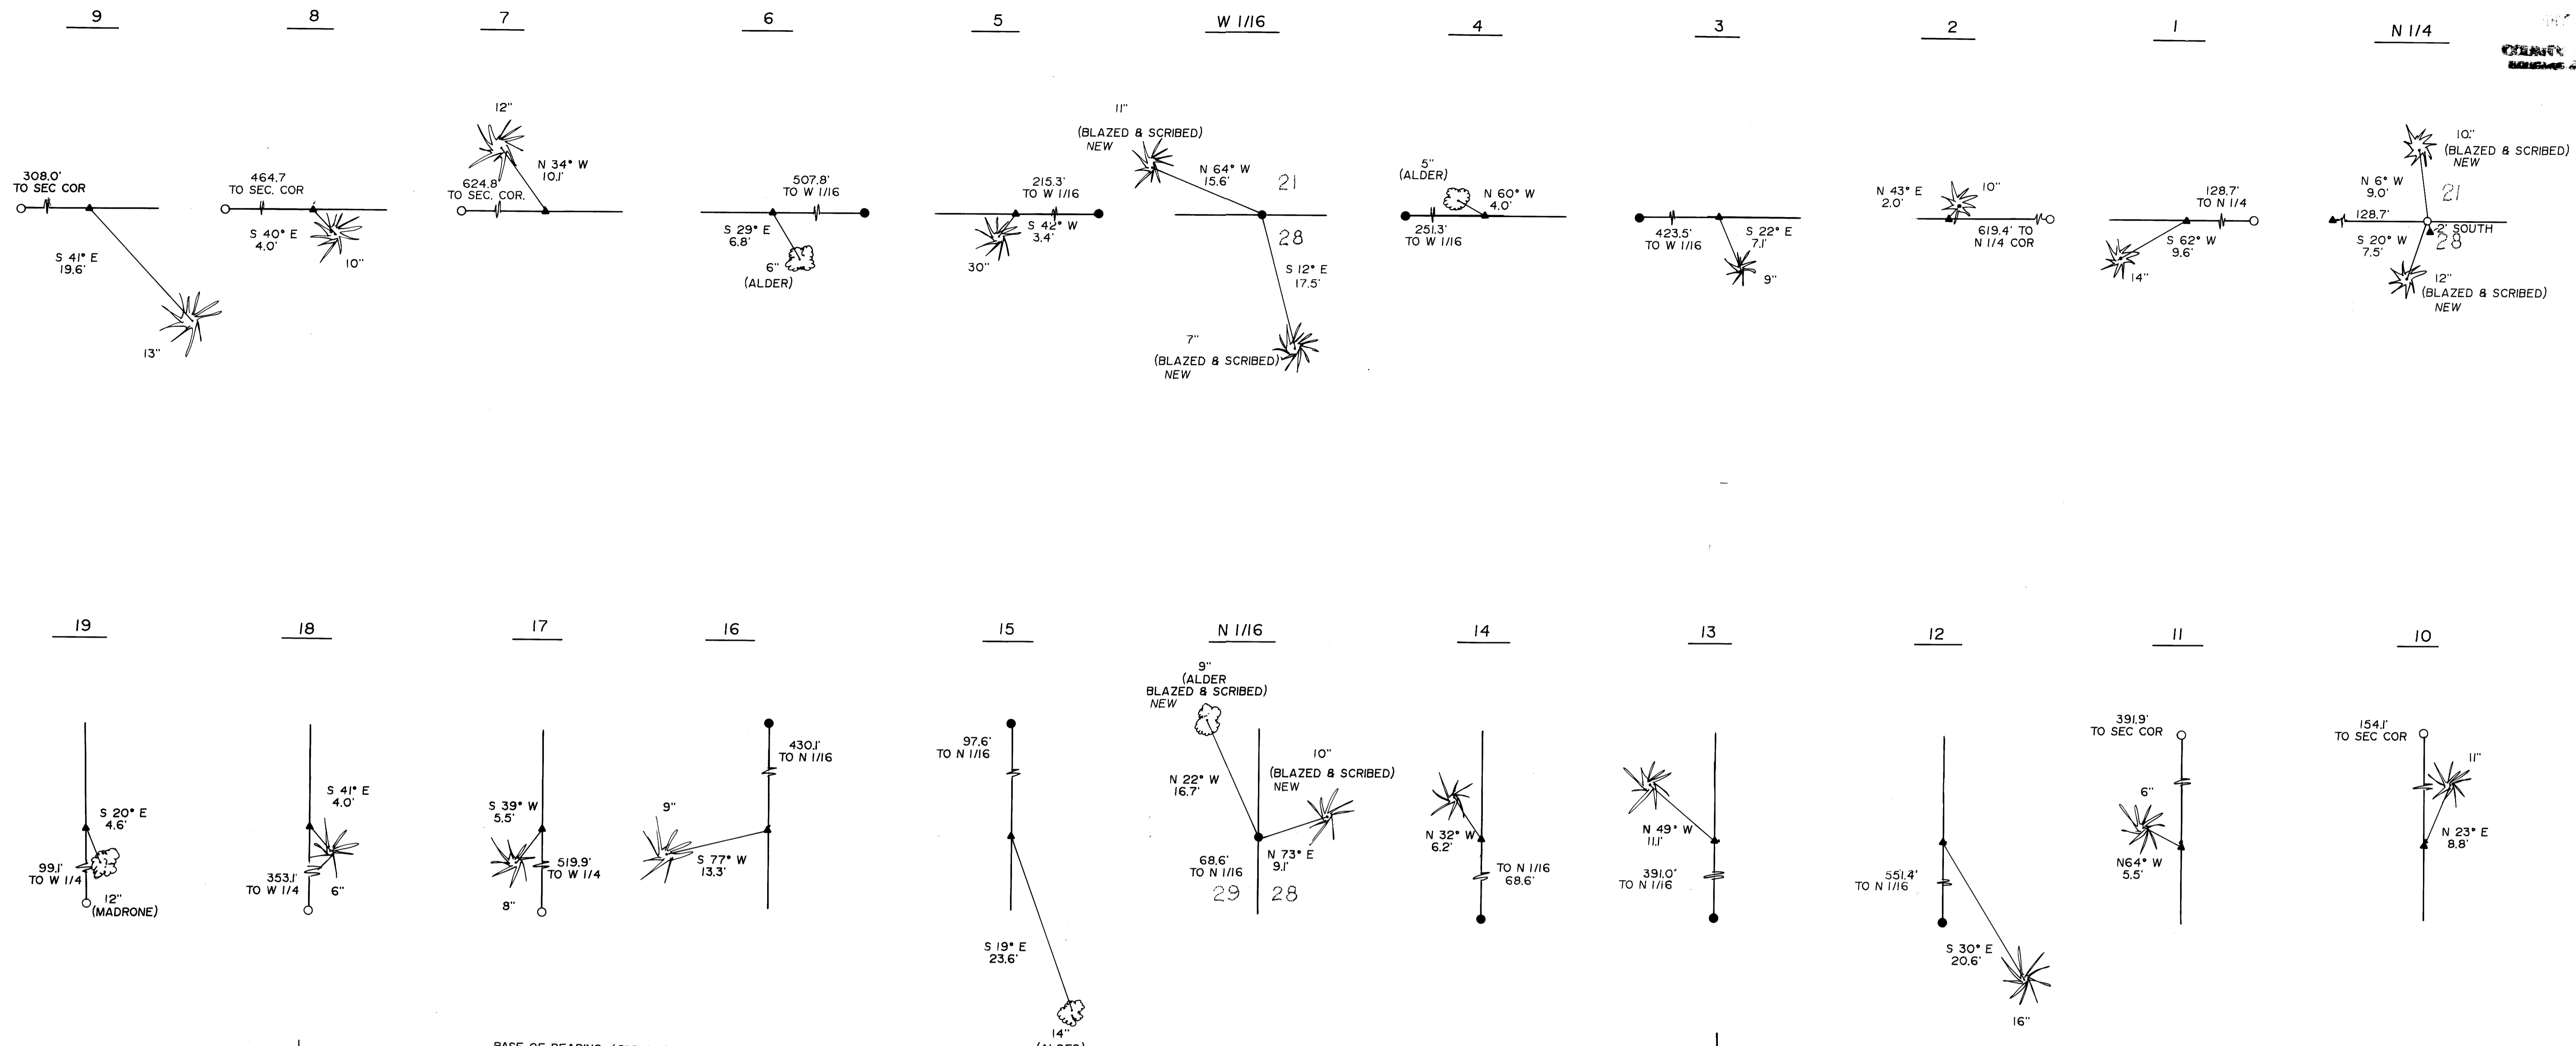 9
308.0'
TO SEC COR
S 41° E
19.6'
13"
8
464.7
TO SEC. COR
S 40° E
4.0'
10"
7
12"
N 34° W
10.1'
624.8'
TO SEC. COR.
6
507.8'
TO W 1/16
S 29° E
6.8'
6"
(ALDER)
5
215.3'
TO W 1/16
S 42° W
3.4'
30"
W 1/16
11"
(BLAZED & SCRIBED)
NEW
N 64° W
15.6'
21
28
S 12° E
17.5'
7"
(BLAZED & SCRIBED)
NEW
4
5"
(ALDER)
N 60° W
4.0'
251.3'
TO W 1/16
3
423.5'
TO W 1/16
S 22° E
7.1'
9"
2
N 43° E
2.0'
10"
619.4' TO
N 1/4 COR
1
128.7'
TO N 1/4
S 62° W
9.6'
14"
N 1/4
COUNTY
10."
(BLAZED & SCRIBED)
NEW
N 6° W
9.0'
21
128.7'
2' SOUTH
28
S 20° W
7.5'
12"
(BLAZED & SCRIBED)
NEW
19
S 20° E
4.6'
99.1'
TO W 1/4
12"
(MADRONE)
18
S 41° E
4.0'
353.1'
TO W 1/4
6"
17
S 39° W
5.5'
519.9'
TO W 1/4
8"
16
430.1'
TO N 1/16
9"
S 77° W
13.3'
15
97.6'
TO N 1/16
S 19° E
23.6'
14"
(ALDER)
N 1/16
9"
(ALDER
BLAZED & SCRIBED)
NEW
N 22° W
16.7'
10"
(BLAZED & SCRIBED)
NEW
N 73° E
9.1'
68.6'
TO N 1/16
29
28
14
N 32° W
6.2'
TO N 1/16
68.6'
13
N 49° W
11.1'
391.0'
TO N 1/16
12
551.4'
TO N 1/16
S 30° E
20.6'
16"
11
391.9'
TO SEC COR
6"
N64° W
5.5'
10
154.1'
TO SEC COR
11"
N 23° E
8.8'
BASE OF BEARING